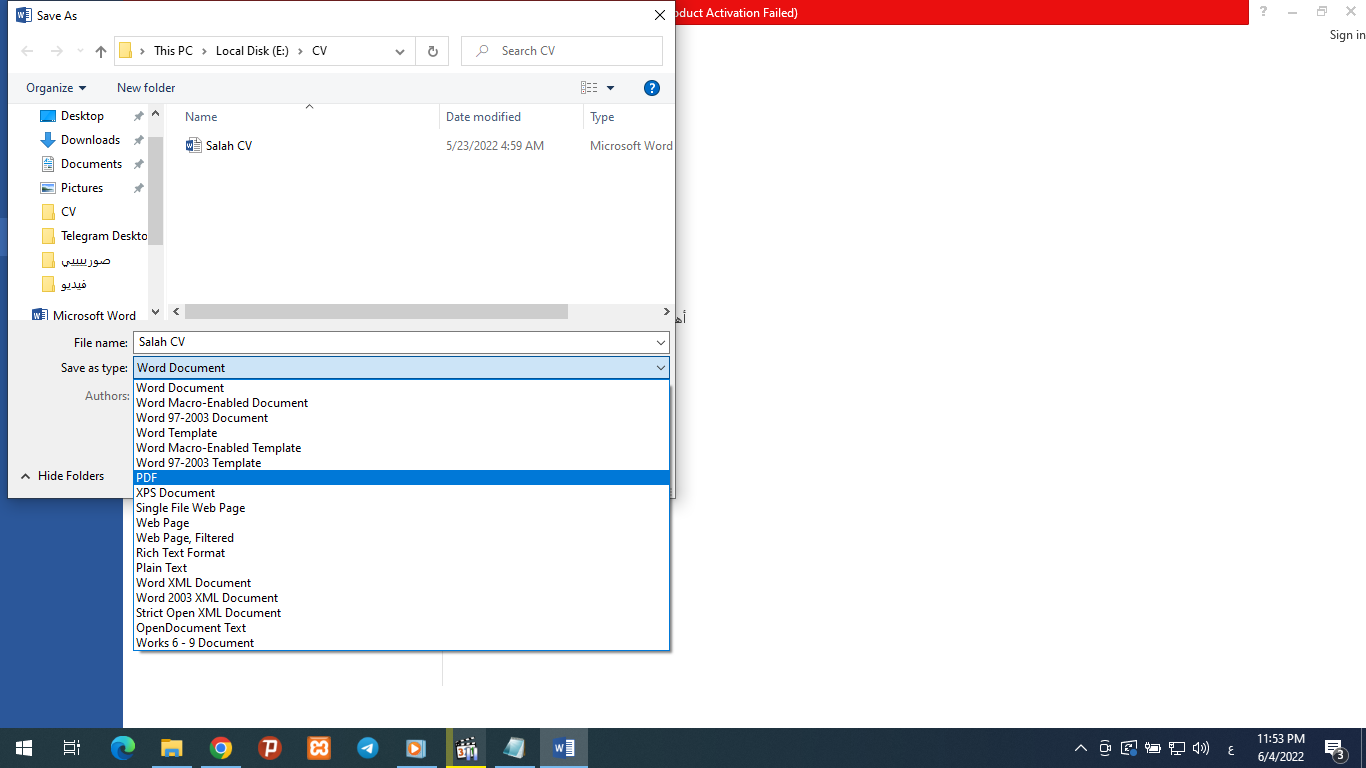 Save As
oduct Activation Failed)
Sign in
This PC > Local Disk (E:) > CV
Search CV
Organize
New folder
Name Date modified Type
Desktop
Downloads
Documents
Pictures
CV
Telegram Deskto
صورييييي
فيديو
Microsoft Word
Salah CV 5/23/2022 4:59 AM Microsoft Word
File name: Salah CV
Save as type: Word Document
Authors:
Word Document
Word Macro-Enabled Document
Word 97-2003 Document
Word Template
Word Macro-Enabled Template
Word 97-2003 Template
PDF
XPS Document
Single File Web Page
Web Page
Web Page, Filtered
Rich Text Format
Plain Text
Word XML Document
Word 2003 XML Document
Strict Open XML Document
OpenDocument Text
Works 6 - 9 Document
Hide Folders
ع
11:53 PM
6/4/2022
3